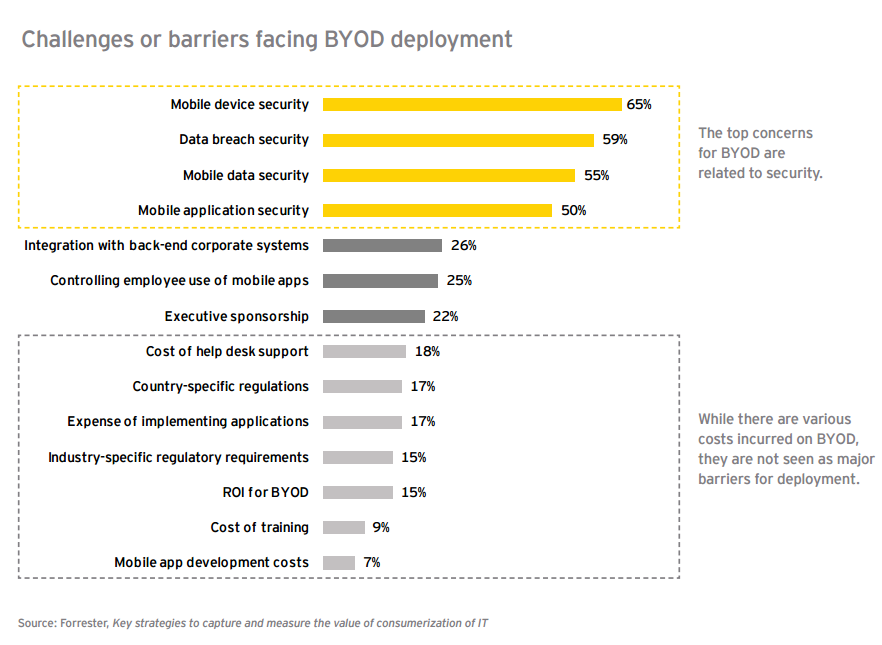 Challenges or barriers facing BYOD deployment
Mobile device security 65%
Data breach security 59%
Mobile data security 55%
Mobile application security 50%
The top concerns
for BYOD are
related to security.
Integration with back-end corporate systems 26%
Controlling employee use of mobile apps 25%
Executive sponsorship 22%
Cost of help desk support 18%
Country-specific regulations 17%
Expense of implementing applications 17%
Industry-specific regulatory requirements 15%
ROI for BYOD 15%
Cost of training 9%
Mobile app development costs 7%
While there are various
costs incurred on BYOD,
they are not seen as major
barriers for deployment.
Source: Forrester, Key strategies to capture and measure the value of consumerization of IT